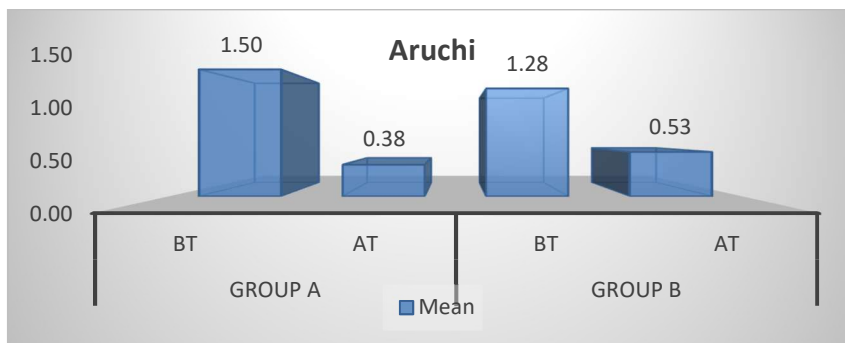 Aruchi
1.50
1.00
0.50
0.00
1.50
0.38
1.28
0.53
BT AT BT AT
GROUP A GROUP B
Mean